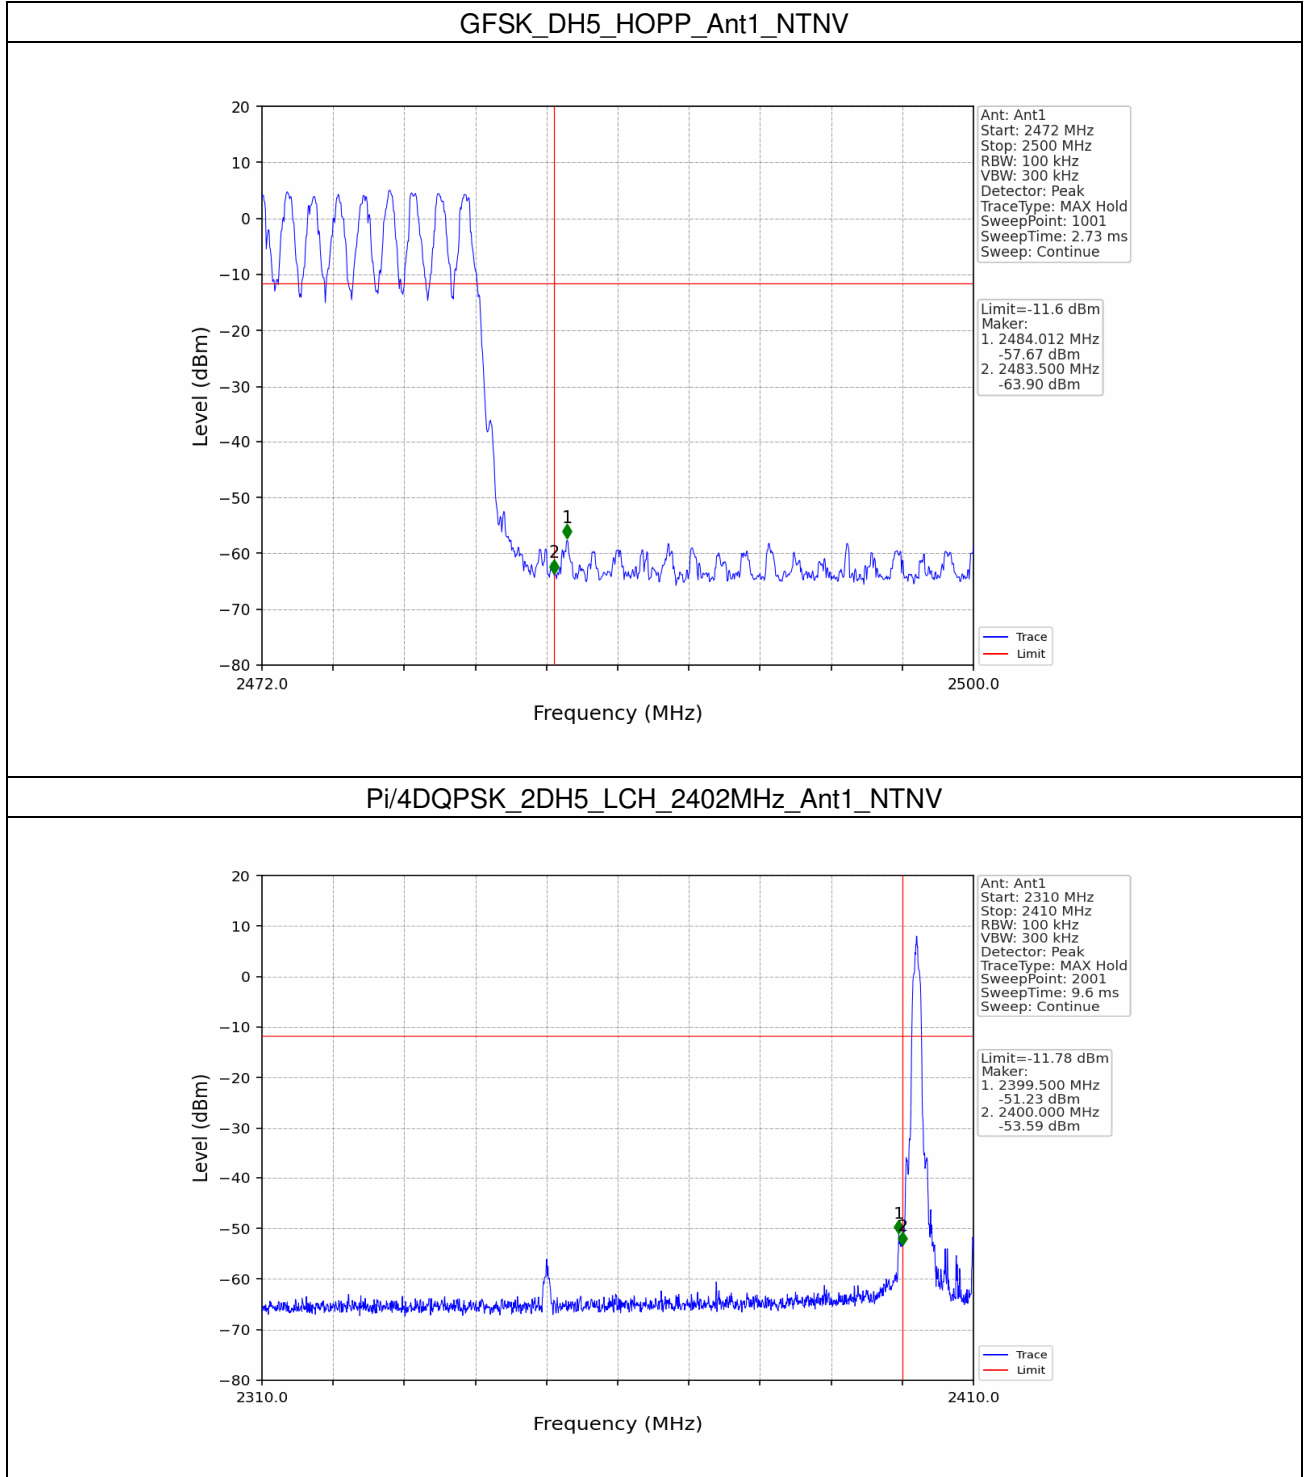 GFSK_DH5_HOPP_Ant1_NTNV
20
10
0
−10
−20
−30
−40
−50
−60
−70
−80
Level (dBm)
2472.0
2500.0
Frequency (MHz)
1
2
Ant: Ant1
Start: 2472 MHz
Stop: 2500 MHz
RBW: 100 kHz
VBW: 300 kHz
Detector: Peak
TraceType: MAX Hold
SweepPoint: 1001
SweepTime: 2.73 ms
Sweep: Continue
Limit=-11.6 dBm
Maker:
1. 2484.012 MHz
-57.67 dBm
2. 2483.500 MHz
-63.90 dBm
Trace
Limit
Pi/4DQPSK_2DH5_LCH_2402MHz_Ant1_NTNV
20
10
0
−10
−20
−30
−40
−50
−60
−70
−80
Level (dBm)
2310.0
2410.0
Frequency (MHz)
1
2
Ant: Ant1
Start: 2310 MHz
Stop: 2410 MHz
RBW: 100 kHz
VBW: 300 kHz
Detector: Peak
TraceType: MAX Hold
SweepPoint: 2001
SweepTime: 9.6 ms
Sweep: Continue
Limit=-11.78 dBm
Maker:
1. 2399.500 MHz
-51.23 dBm
2. 2400.000 MHz
-53.59 dBm
Trace
Limit